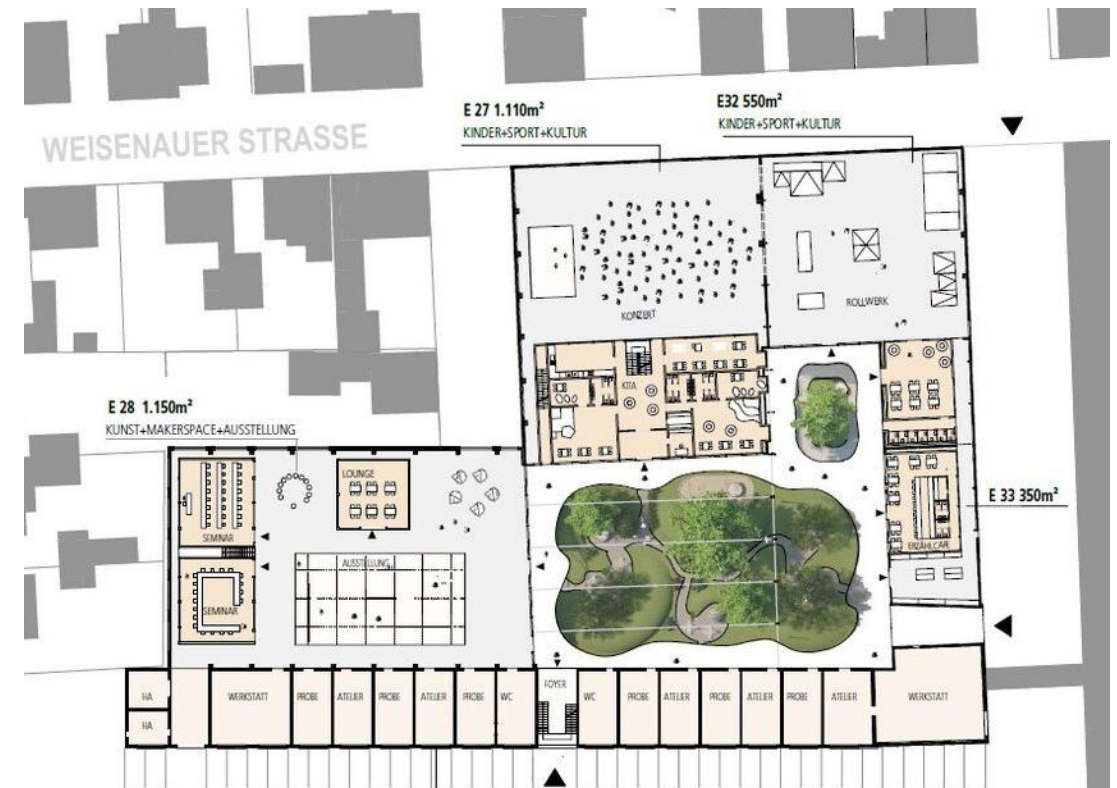 E 27 1.110m²
KINDER+SPORT+KULTUR
E32 550m²
KINDER+SPORT+KULTUR
WEISENAUER STRASSE
KONZERT
ROLLWERK
KITA
E 28 1.150m²
KUNST+MAKERSPACE+AUSSTELLUNG
LOUNGE
E 33 350m²
SEMINAR
ERZÄHLCAFE
AUSSTELLUNG
SEMINAR
FOYER
HA
WERKSTATT
PROBE
ATELIER
PROBE
ATELIER
PROBE
WC
WC
PROBE
ATELIER
PROBE
ATELIER
PROBE
ATELIER
WERKSTATT
HA